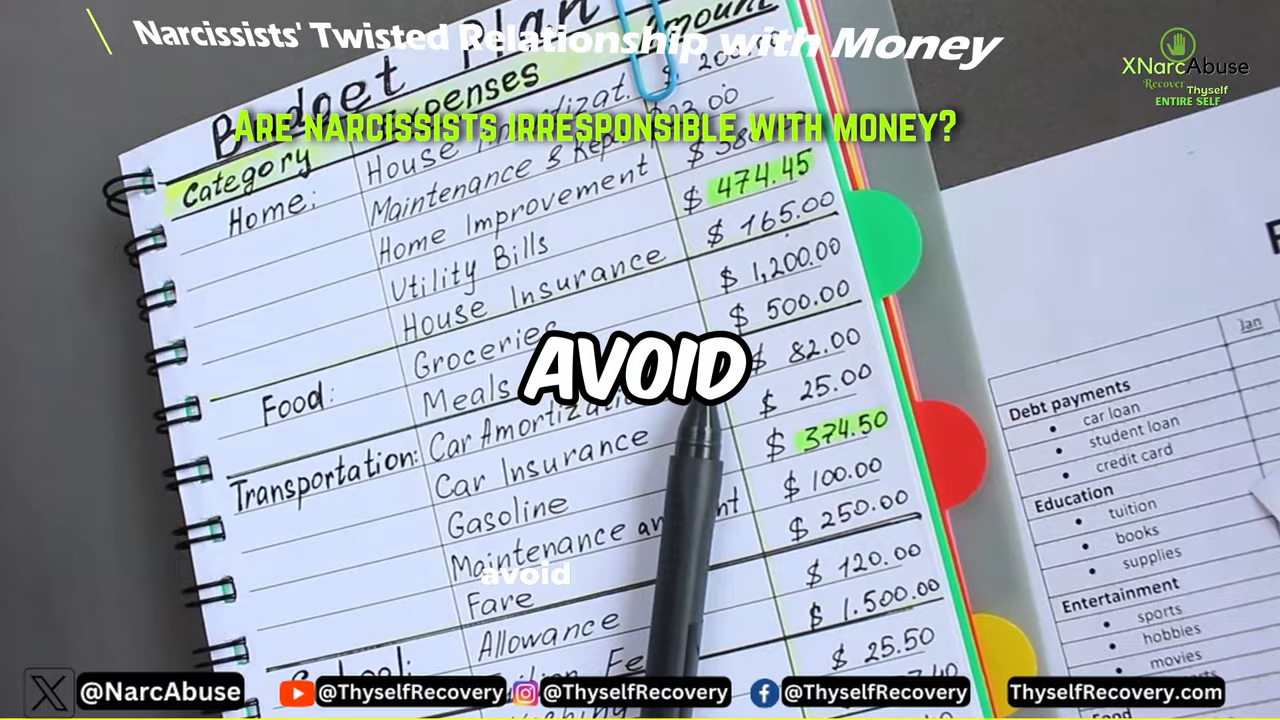 Narcissists' Twisted Relationship with Money
XNarcAbuse
Recover Thyself
ENTIRE SELF
ARE NARCISSISTS IRRESPONSIBLE WITH MONEY?
Budget Plan
Category Expenses Amount
Home:
Maintenance &
Home Improvement $ 474.45
Utility Bills $ 165.00
House Insurance $ 1,200.00
Food: Groceries $ 500.00
Meals $ 82.00
Transportation: Car Amortization $ 25.00
Car Insurance $ 374.50
Gasoline $ 100.00
Maintenance $ 250.00
Fare $ 120.00
Allowance $ 1.500.00
$ 25.50
AVOID
avoid
Jan
Debt payments
• car loan
• student loan
• credit card
Education
• tuition
• books
• supplies
Entertainment
• sports
• hobbies
• movies
Food
@NarcAbuse
@ThyselfRecovery
@ThyselfRecovery
@ThyselfRecovery
ThyselfRecovery.com